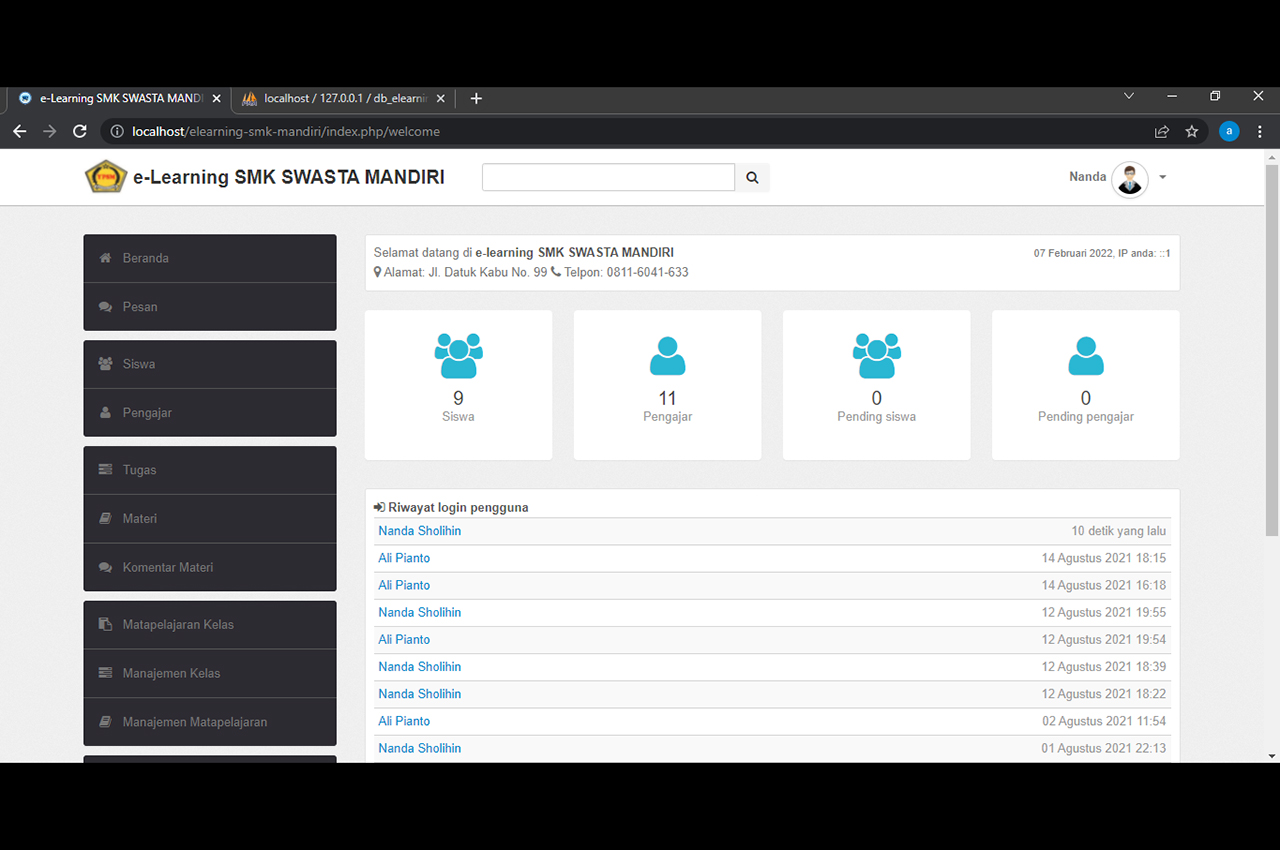 e-Learning SMK SWASTA MANDI
localhost / 127.0.0.1 / db_elearni
localhost/elearning-smk-mandiri/index.php/welcome
a
e-Learning SMK SWASTA MANDIRI
Nanda
Beranda
Pesan
Siswa
Pengajar
Tugas
Materi
Komentar Materi
Matapelajaran Kelas
Manajemen Kelas
Manajemen Matapelajaran
Selamat datang di e-learning SMK SWASTA MANDIRI
07 Februari 2022, IP anda: ::1
Alamat: Jl. Datuk Kabu No. 99 Telpon: 0811-6041-633
9
Siswa
11
Pengajar
0
Pending siswa
0
Pending pengajar
Riwayat login pengguna
Nanda Sholihin 10 detik yang lalu
Ali Pianto 14 Agustus 2021 18:15
Ali Pianto 14 Agustus 2021 16:18
Nanda Sholihin 12 Agustus 2021 19:55
Ali Pianto 12 Agustus 2021 19:54
Nanda Sholihin 12 Agustus 2021 18:39
Nanda Sholihin 12 Agustus 2021 18:22
Ali Pianto 02 Agustus 2021 11:54
Nanda Sholihin 01 Agustus 2021 22:13